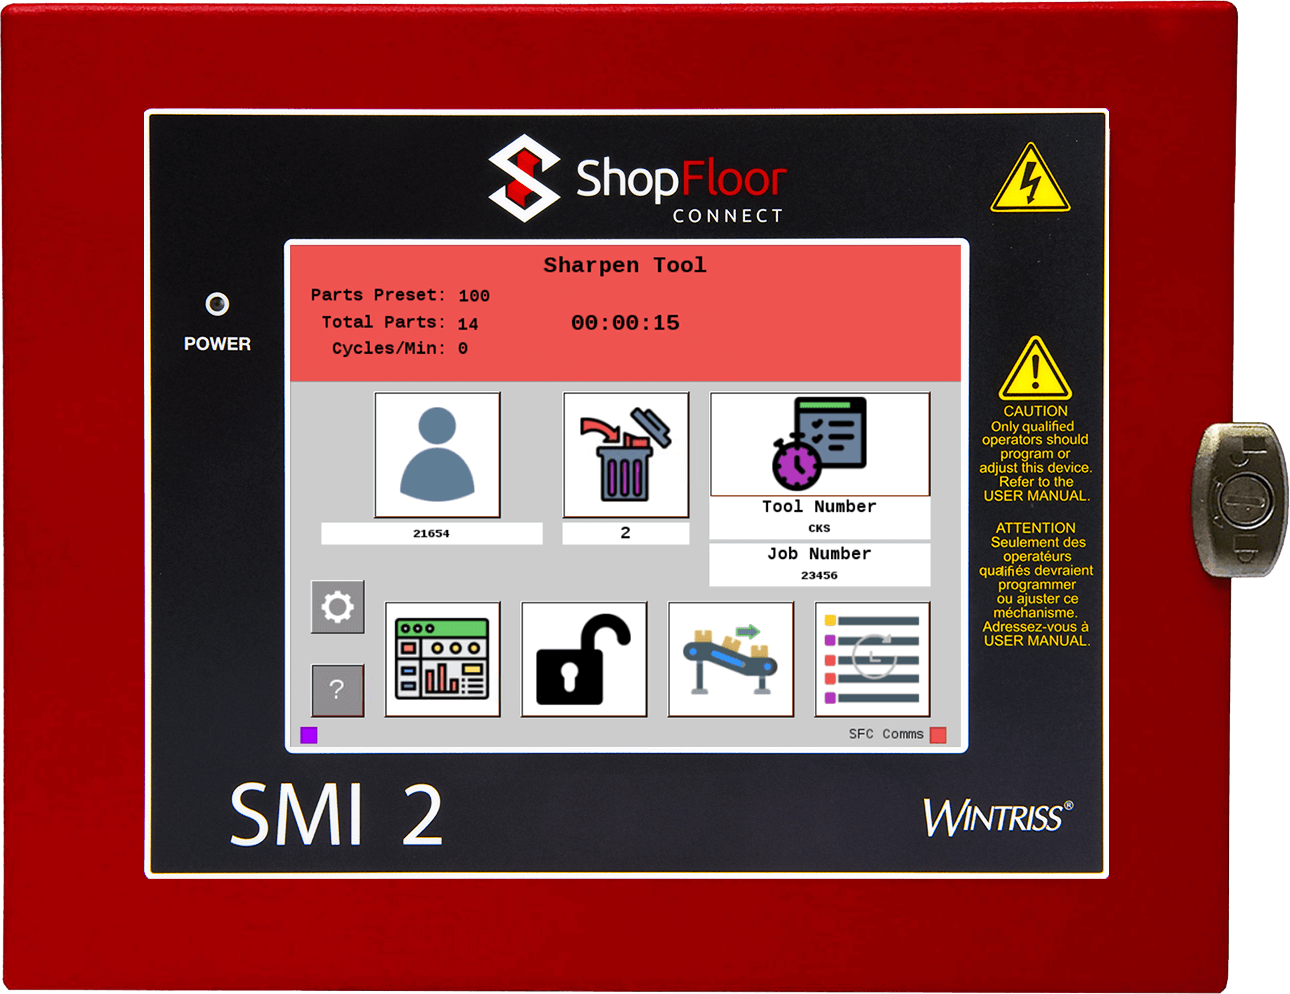 ShopFloor
CONNECT
POWER
Sharpen Tool
Parts Preset: 100
Total Parts: 14
00:00:15
Cycles/Min: 0
21654
2
Tool Number
CKS
Job Number
23456
?
SFC Comms
CAUTION
Only qualified
operators should
program or
adjust this device.
Refer to the
USER MANUAL.
ATTENTION
Seulement des
operatéurs
qualifiés devraient
programmer
ou ajuster ce
méchanisme.
Adressez-vous à
USER MANUAL.
SMI 2
WINTRISS®